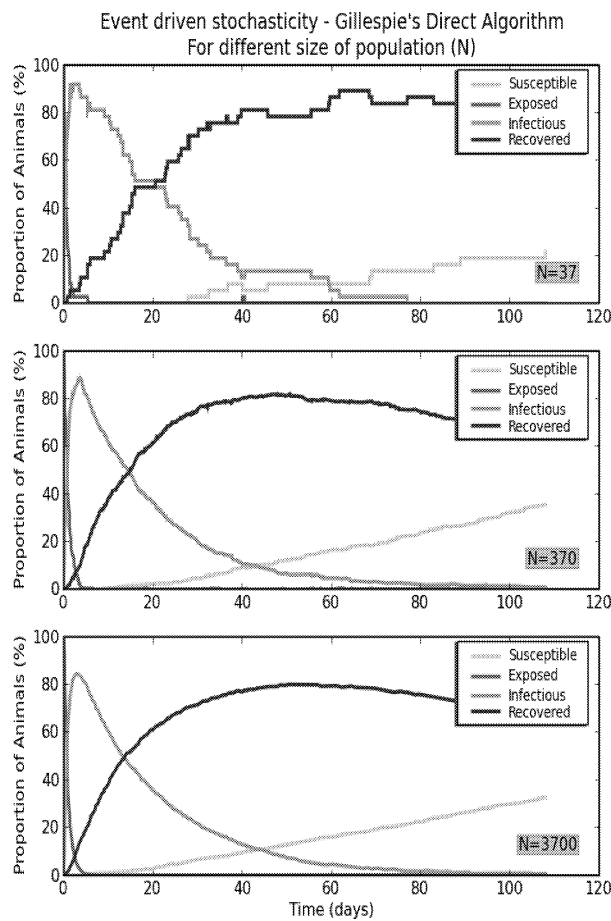 Event driven stochasticity - Gillespie's Direct Algorithm
For different size of population (N)
100
80
60
40
20
0
Proportion of Animals (%)
Susceptible
Exposed
Infectious
Recovered
N=37
0 20 40 60 80 100 120
100
80
60
40
20
0
Proportion of Animals (%)
Susceptible
Exposed
Infectious
Recovered
N=370
0 20 40 60 80 100 120
100
80
60
40
20
0
Proportion of Animals (%)
Susceptible
Exposed
Infectious
Recovered
N=3700
0 20 40 60 80 100 120
Time (days)